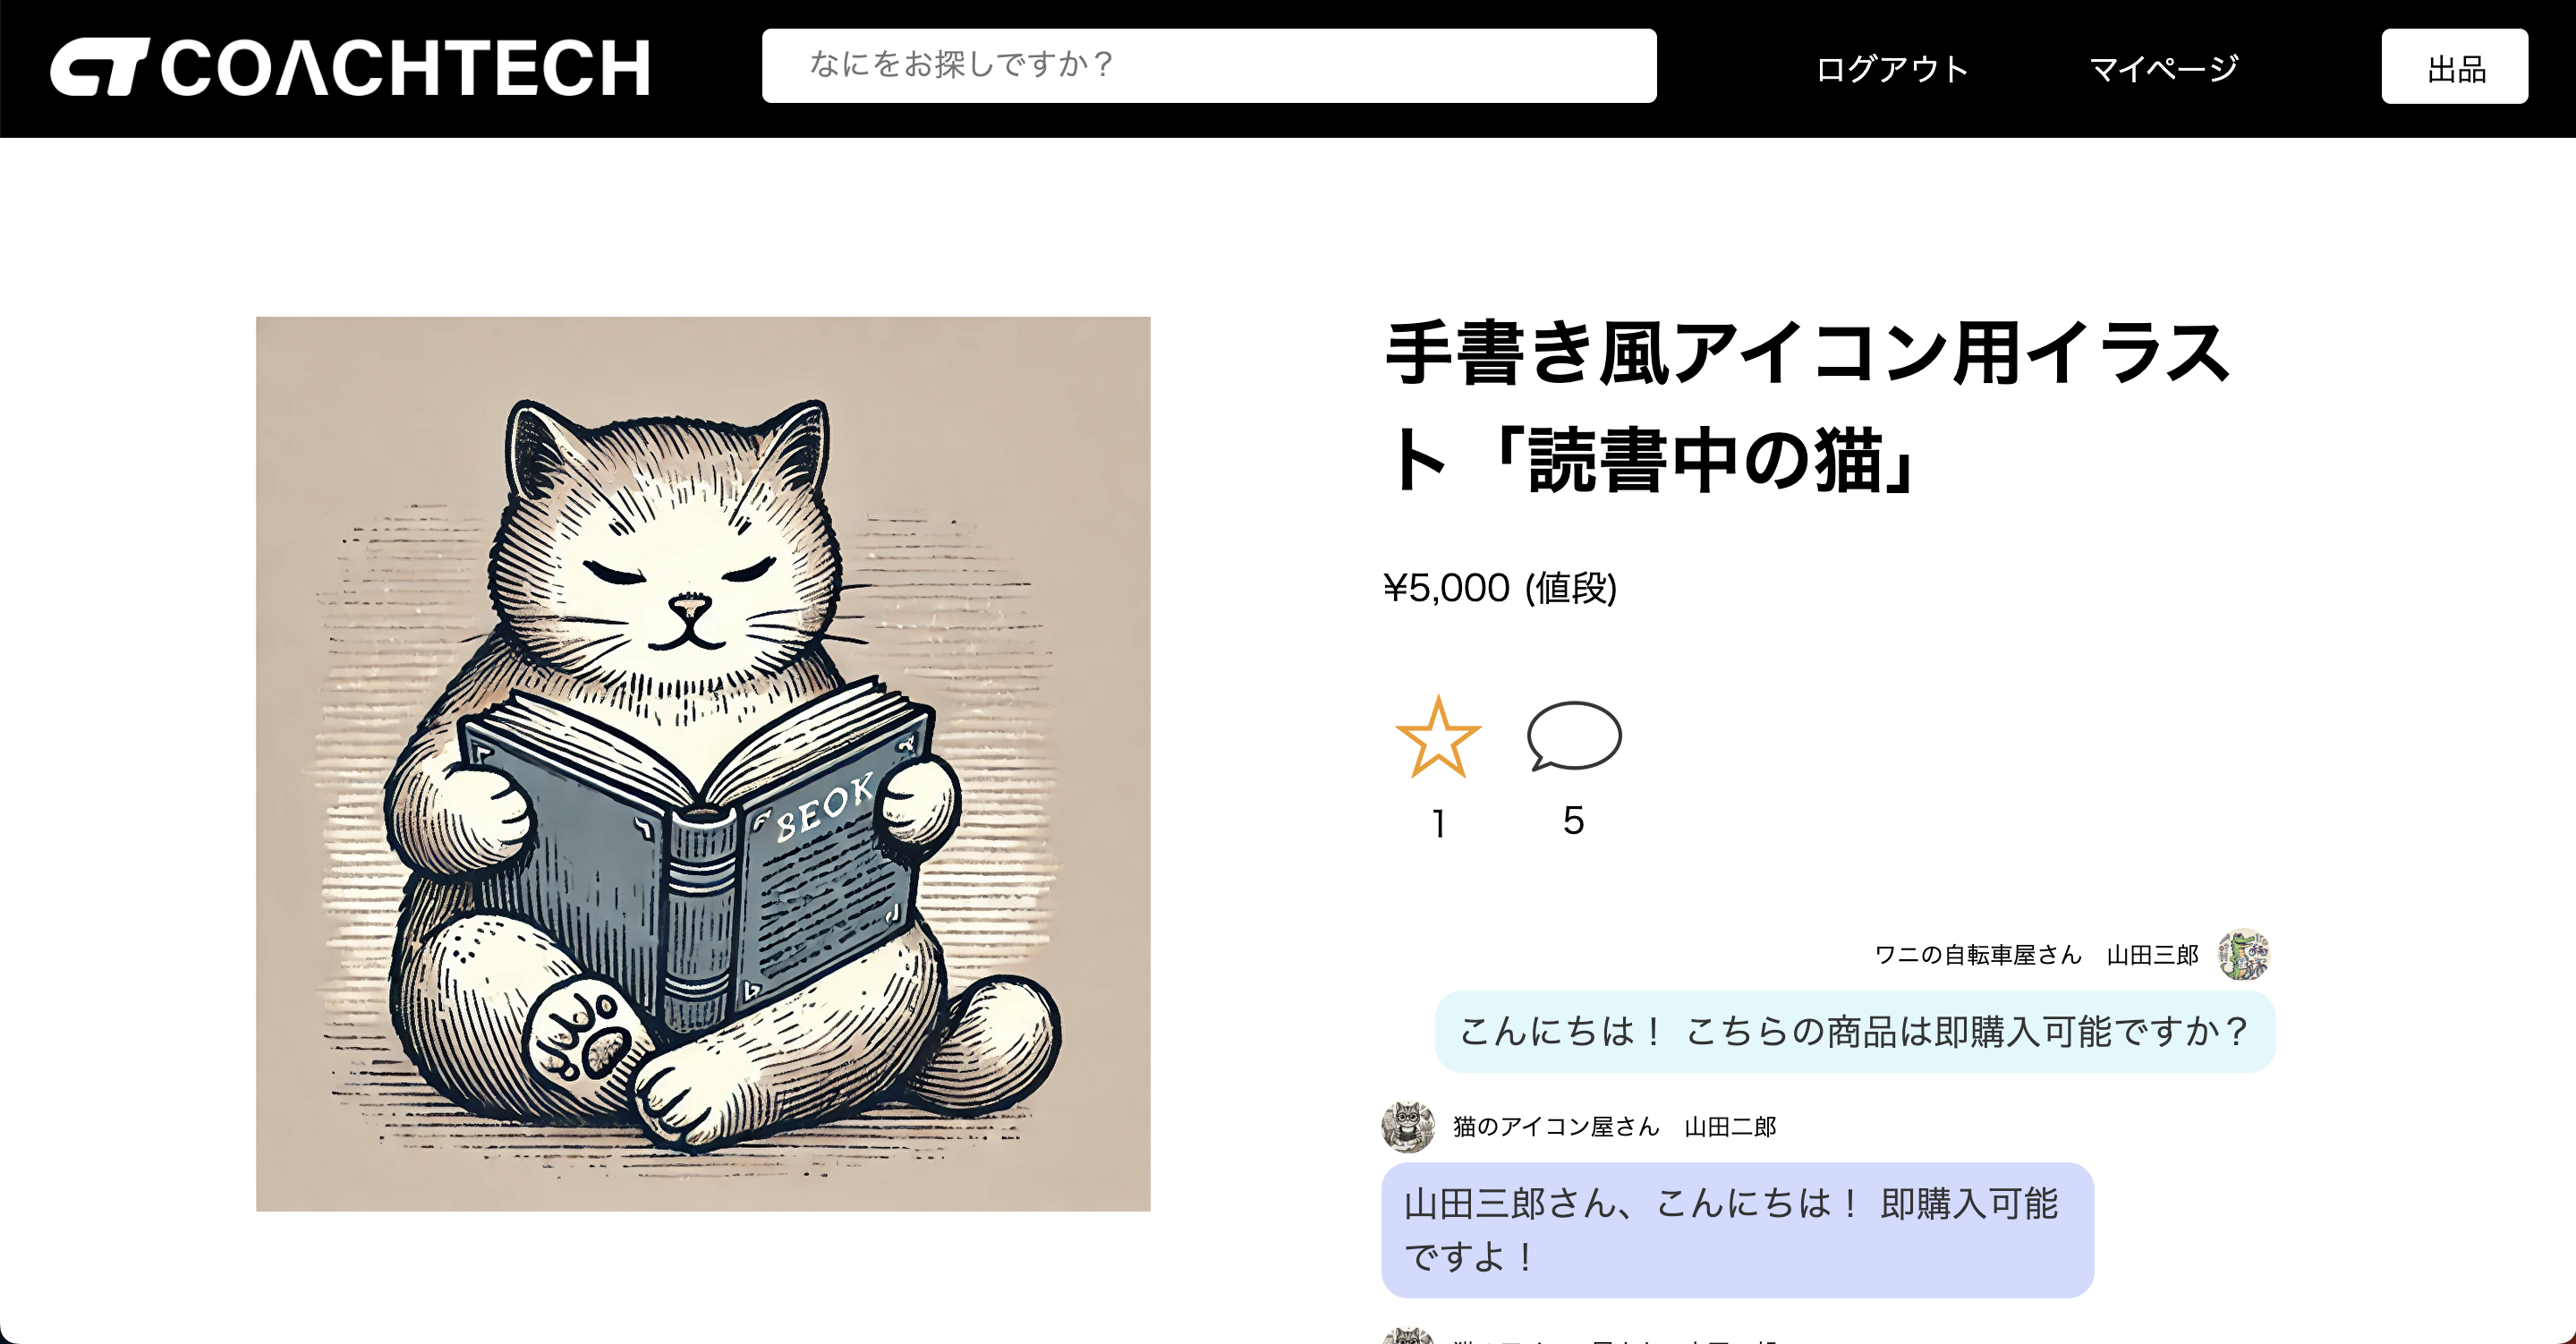 COACHTECH
なにをお探しですか？
ログアウト
マイページ
出品
手書き風アイコン用イラス
ト「読書中の猫」
¥5,000 (値段)
1
5
8EOK
ワニの自転車屋さん　山田三郎
こんにちは！ こちらの商品は即購入可能ですか？
猫のアイコン屋さん　山田二郎
山田三郎さん、こんにちは！ 即購入可能
ですよ！